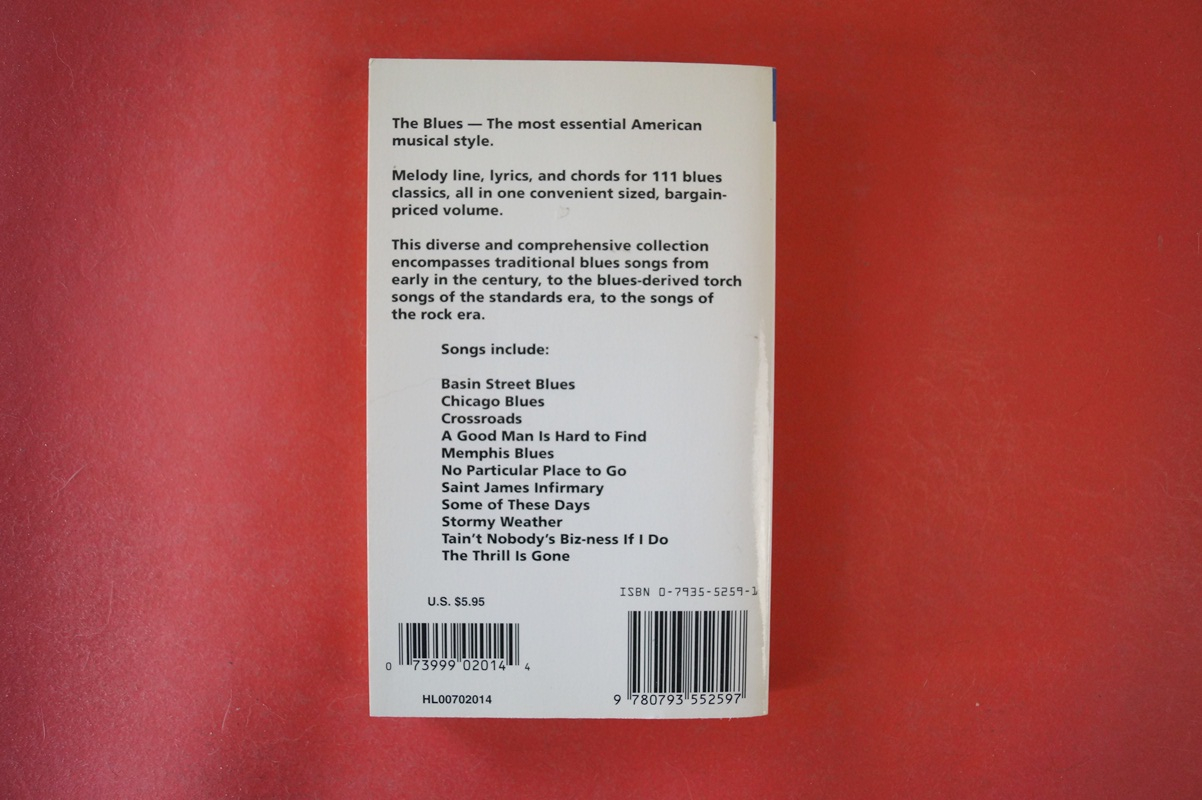 The Blues — The most essential American
musical style.
Melody line, lyrics, and chords for 111 blues
classics, all in one convenient sized, bargain-
priced volume.
This diverse and comprehensive collection
encompasses traditional blues songs from
early in the century, to the blues-derived torch
songs of the standards era, to the songs of
the rock era.
Songs include:
Basin Street Blues
Chicago Blues
Crossroads
A Good Man Is Hard to Find
Memphis Blues
No Particular Place to Go
Saint James Infirmary
Some of These Days
Stormy Weather
Tain't Nobody's Biz-ness If I Do
The Thrill Is Gone
U.S. $5.95
0 73999 02014 4
HL00702014
ISBN 0-7935-5259-1
9 780793 552597